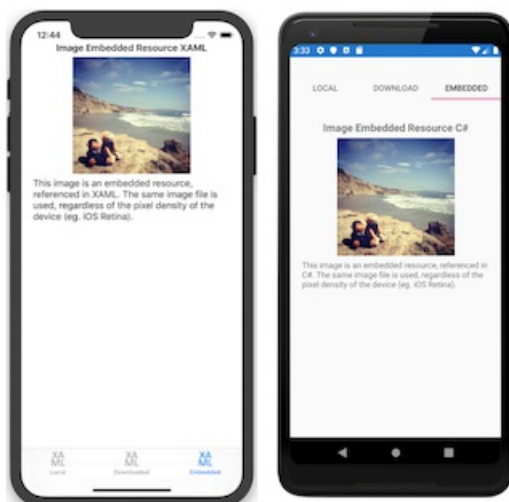 12:44
Image Embedded Resource XAML
This image is an embedded resource,
referenced in XAML. The same image file is
used, regardless of the pixel density of the
device (eg. iOS Retina).
XA
ML
Local
XA
ML
Downloaded
XA
ML
Embedded
3:33
LOCAL DOWNLOAD EMBEDDED
Image Embedded Resource C#
This image is an embedded resource, referenced in
C#. The same image file is used, regardless of the
pixel density of the device (eg. iOS Retina).